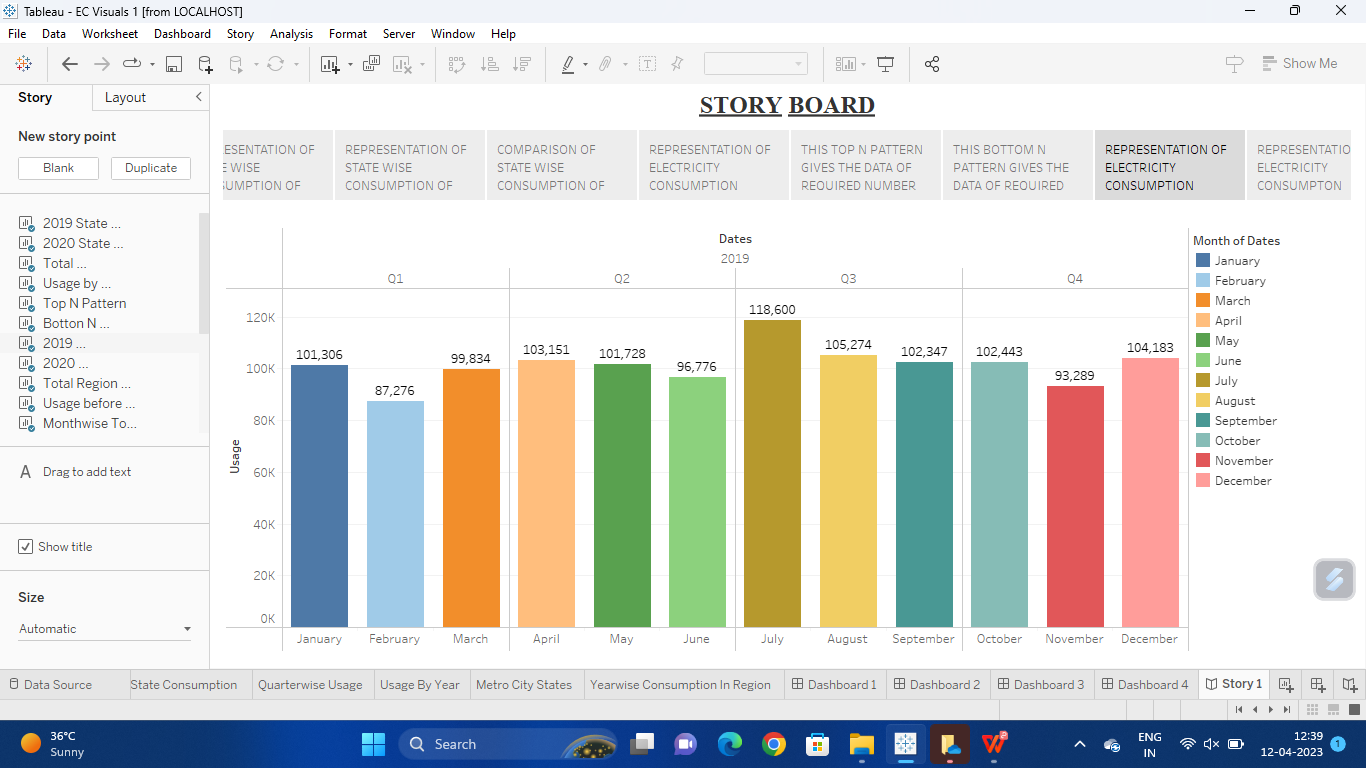 Tableau - EC Visuals 1 [from LOCALHOST]
File Data Worksheet Dashboard Story Analysis Format Server Window Help
Show Me
Story Layout
New story point
Blank Duplicate
2019 State ...
2020 State ...
Total ...
Usage by ...
Top N Pattern
Botton N ...
2019 ...
2020 ...
Total Region ...
Usage before ...
Monthwise To...
A Drag to add text
Show title
Size
Automatic
STORY BOARD
ESENTATION OF
E WISE
SUMPTION OF
REPRESENTATION OF
STATE WISE
CONSUMPTION OF
COMPARISON OF
STATE WISE
CONSUMPTION OF
REPRESENTATION OF
ELECTRICITY
CONSUMPTION
THIS TOP N PATTERN
GIVES THE DATA OF
REQUIRED NUMBER
THIS BOTTOM N
PATTERN GIVES THE
DATA OF REQUIRED
REPRESENTATION OF
ELECTRICITY
CONSUMPTION
REPRESENTATIO
ELECTRICITY
CONSUMPTON
Dates
2019
Q1 Q2 Q3 Q4
Usage
120K
100K
80K
60K
40K
20K
0K
101,306
87,276
99,834
103,151
101,728
96,776
118,600
105,274
102,347
102,443
93,289
104,183
January February March April May June July August September October November December
Month of Dates
January
February
March
April
May
June
July
August
September
October
November
December
Data Source State Consumption Quarterwise Usage Usage By Year Metro City States Yearwise Consumption In Region Dashboard 1 Dashboard 2 Dashboard 3 Dashboard 4 Story 1
36°C
Sunny
Search
ENG
IN
12:39
12-04-2023
1